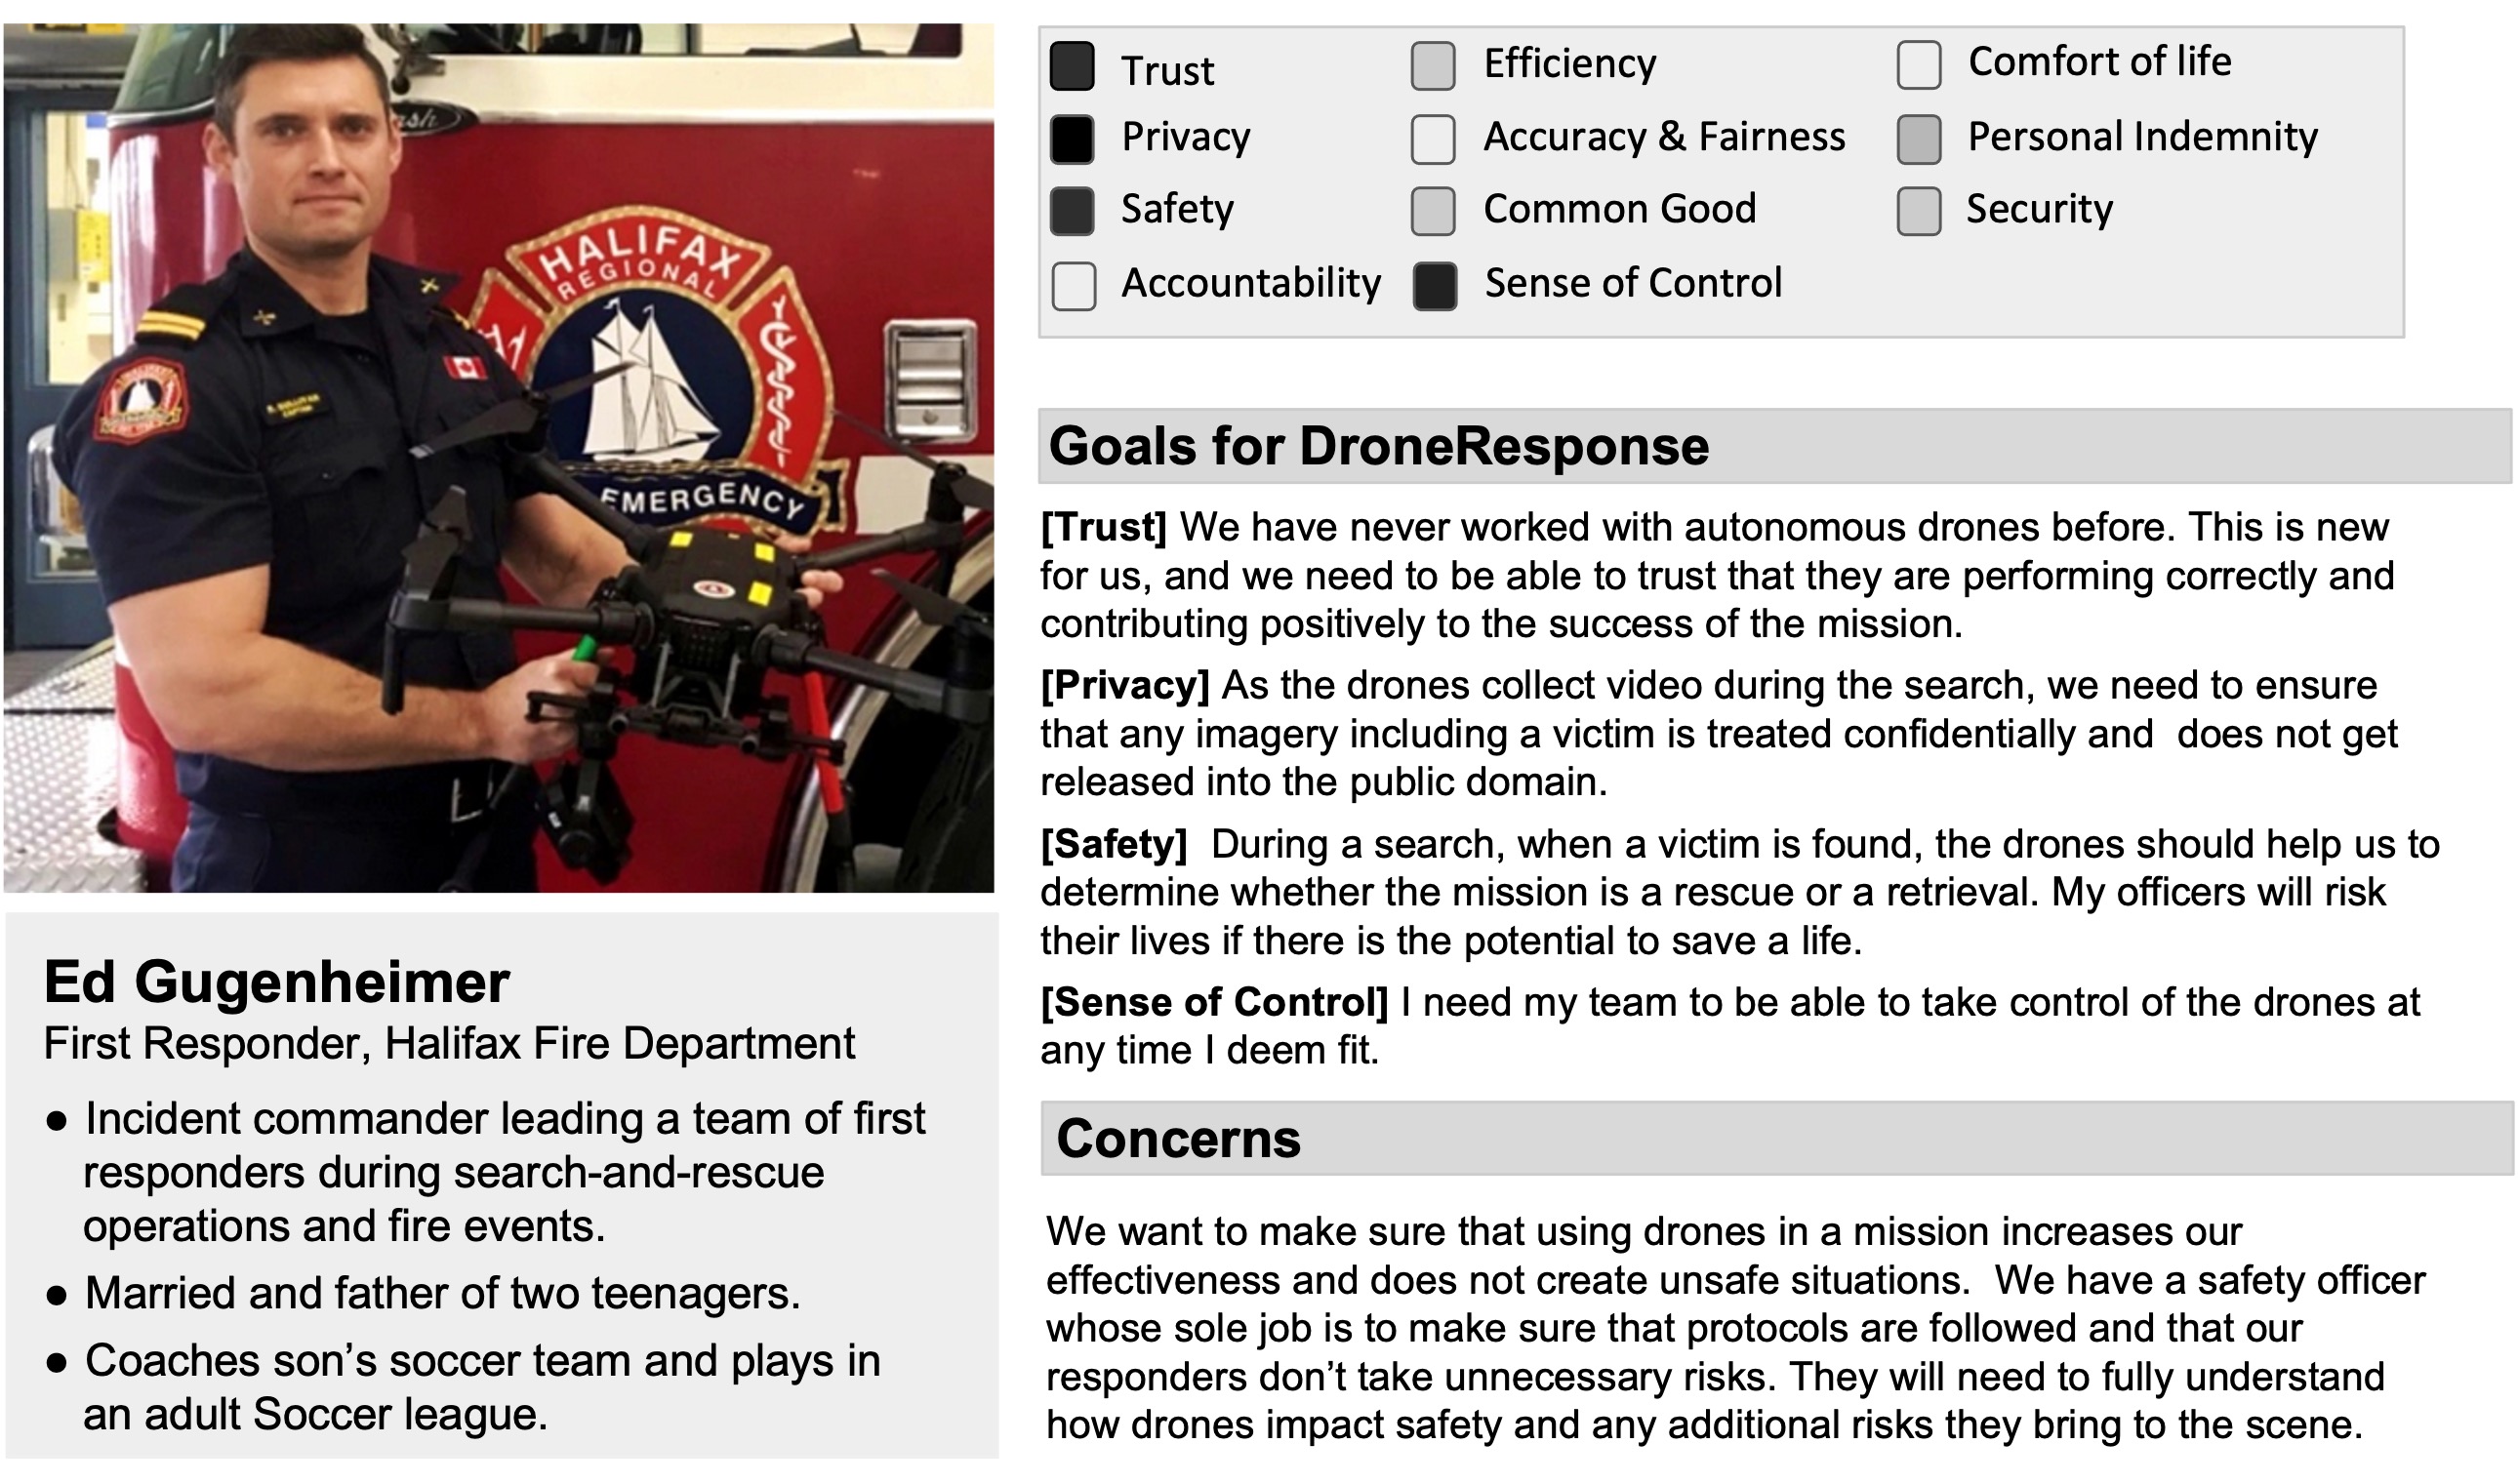 ash
HALIFAX
REGIONAL
EMERGENCY
Trust
Efficiency
Comfort of life
Privacy
Accuracy & Fairness
Personal Indemnity
Safety
Common Good
Security
Accountability
Sense of Control
Goals for DroneResponse
[Trust] We have never worked with autonomous drones before. This is new
for us, and we need to be able to trust that they are performing correctly and
contributing positively to the success of the mission.
[Privacy] As the drones collect video during the search, we need to ensure
that any imagery including a victim is treated confidentially and does not get
released into the public domain.
[Safety] During a search, when a victim is found, the drones should help us to
determine whether the mission is a rescue or a retrieval. My officers will risk
their lives if there is the potential to save a life.
[Sense of Control] I need my team to be able to take control of the drones at
any time I deem fit.
Concerns
We want to make sure that using drones in a mission increases our
effectiveness and does not create unsafe situations. We have a safety officer
whose sole job is to make sure that protocols are followed and that our
responders don’t take unnecessary risks. They will need to fully understand
how drones impact safety and any additional risks they bring to the scene.
Ed Gugenheimer
First Responder, Halifax Fire Department
● Incident commander leading a team of first
responders during search-and-rescue
operations and fire events.
● Married and father of two teenagers.
● Coaches son’s soccer team and plays in
an adult Soccer league.